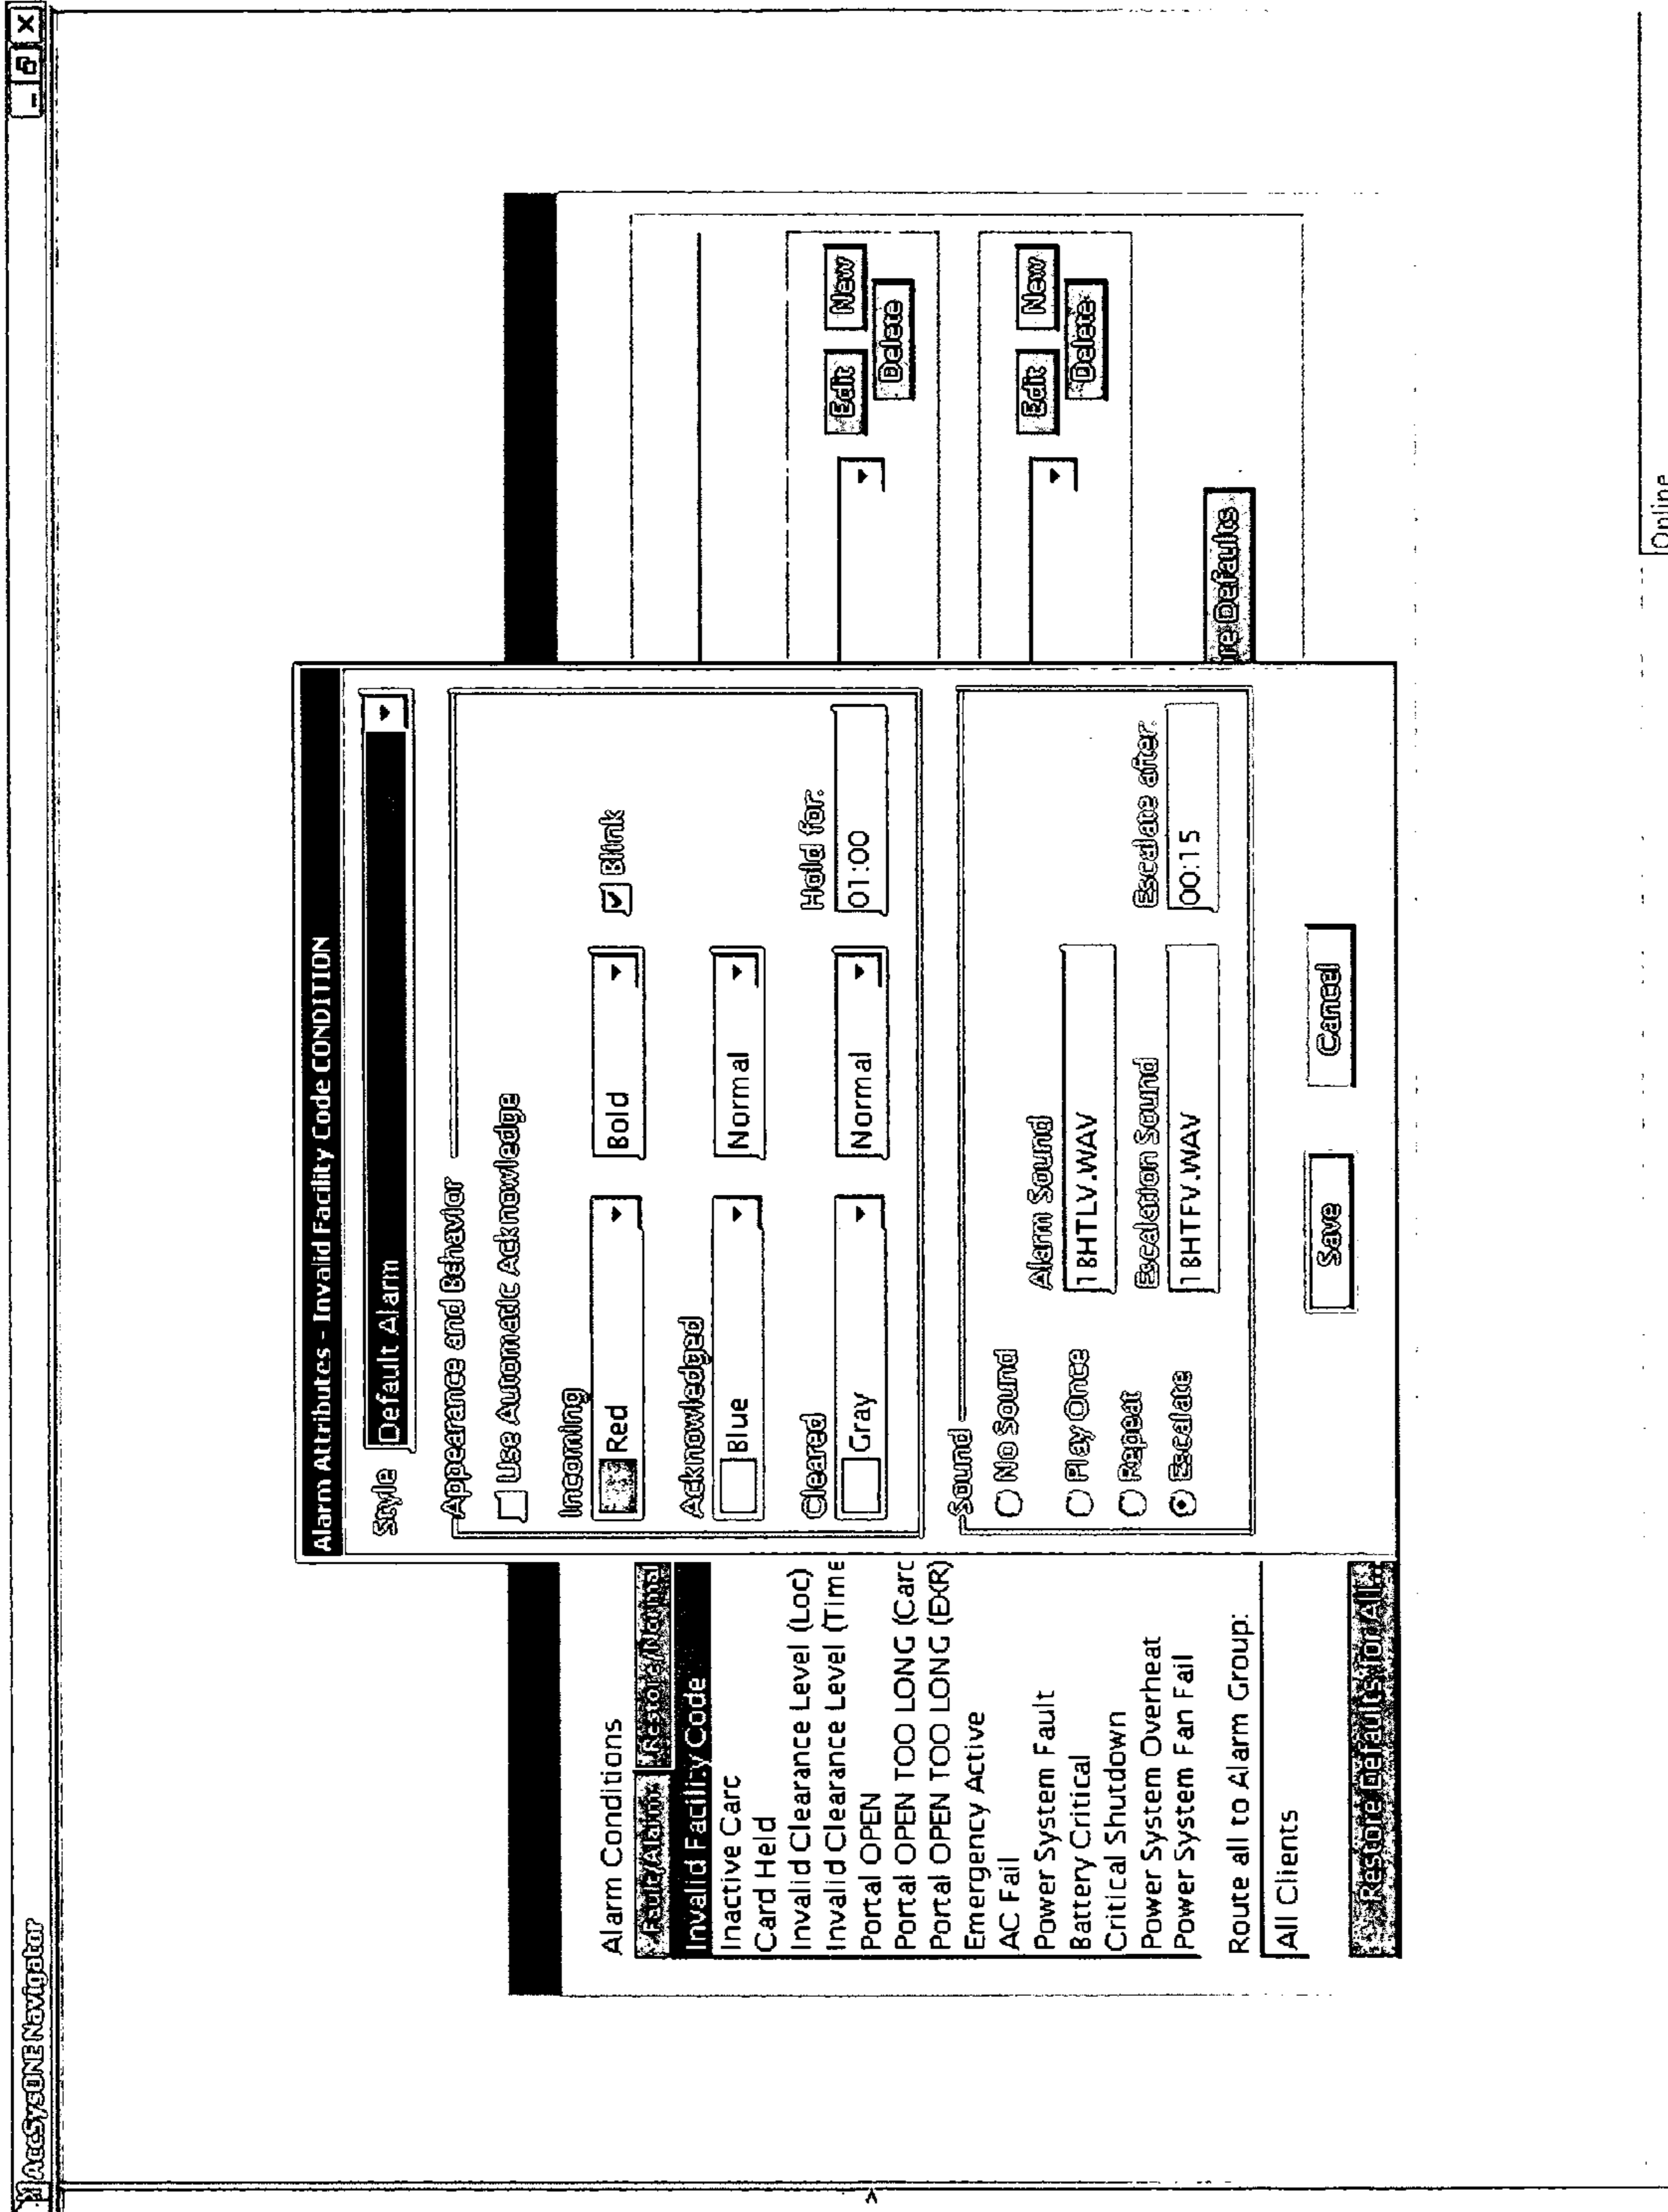 AccSysONE Navigator
Alarm Attributes - Invalid Facility Code CONDITION
Style Default Alarm
Appearance and Behavior
Use Automatic Acknowledge
Incoming
Red Bold Blink
Acknowledged
Blue Normal
Cleared Hold for:
Gray Normal 01:00
Sound
No Sound Alarm Sound
Play Once 1BHTLV.WAV
Repeat Escalation Sound Escalate after:
Escalate 1BHTFV.WAV 00:15
Save Cancel
Alarm Conditions
Fault/Alarm Restore/Normal
Invalid Facility Code
Inactive Carc
Card Held
Invalid Clearance Level (Loc)
Invalid Clearance Level (Time
Portal OPEN
Portal OPEN TOO LONG (Carc
Portal OPEN TOO LONG (EXR)
Emergency Active
AC Fail
Power System Fault
Battery Critical
Critical Shutdown
Power System Overheat
Power System Fan Fail
Route all to Alarm Group:
All Clients
Restore Defaults for All...
Edit New
Delete
Edit New
Delete
re Defaults
Online